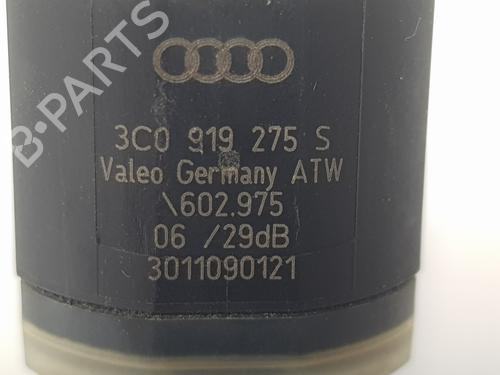 3C0 919 275 S
Valeo Germany ATW
\602.975
06 /29dB
3011090121
B-PARTS